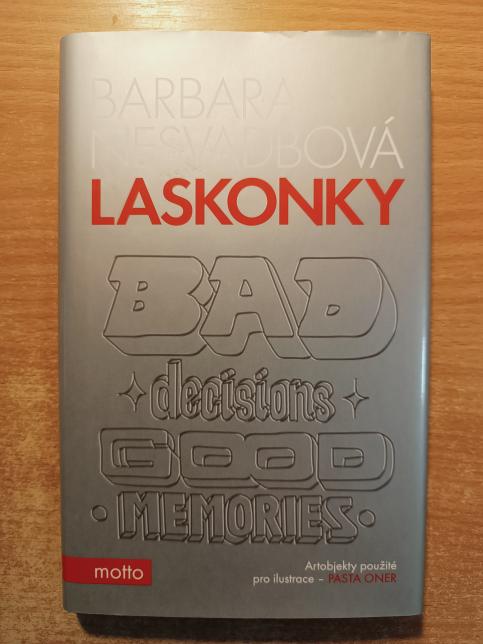 BARBARA
NESVADBOVÁ
LASKONKY
BAD
decisions
GOOD
MEMORIES
motto
Artobjekty použité
pro ilustrace – PASTA ONER